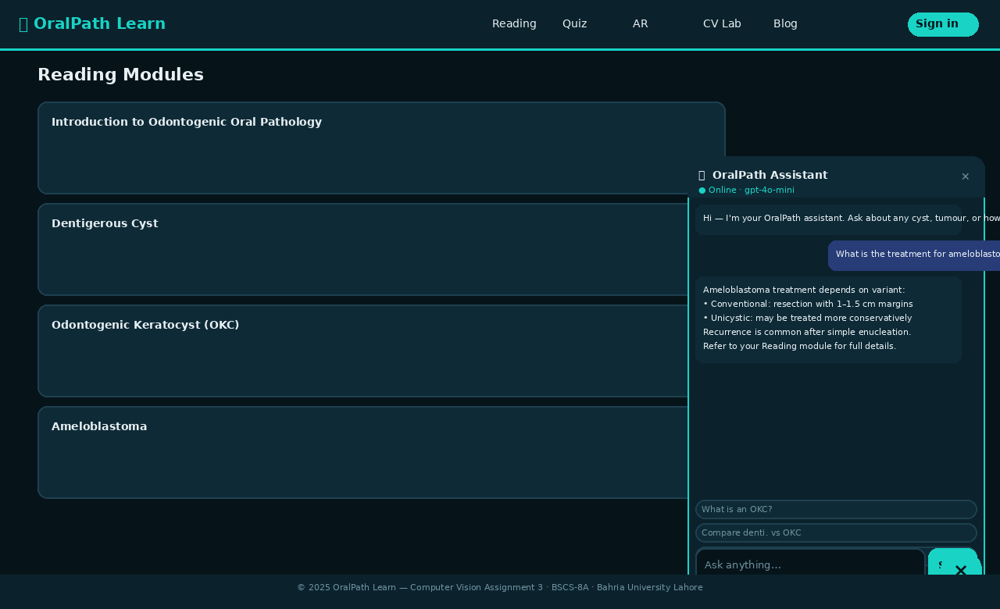 OralPath Learn
Reading Quiz AR CV Lab Blog
Sign in
Reading Modules
Introduction to Odontogenic Oral Pathology
Dentigerous Cyst
Odontogenic Keratocyst (OKC)
Ameloblastoma
OralPath Assistant
×
● Online · gpt-4o-mini
Hi — I'm your OralPath assistant. Ask about any cyst, tumour, or how
What is the treatment for
Ameloblastoma treatment depends on variant:
• Conventional: resection with 1–1.5 cm margins
• Unicystic: may be treated more conservatively
Recurrence is common after simple enucleation.
Refer to your Reading module for full details.
What is an OKC?
Compare denti. vs OKC
Ask anything...
×
© 2025 OralPath Learn — Computer Vision Assignment 3 · BSCS-8A · Bahria University Lahore